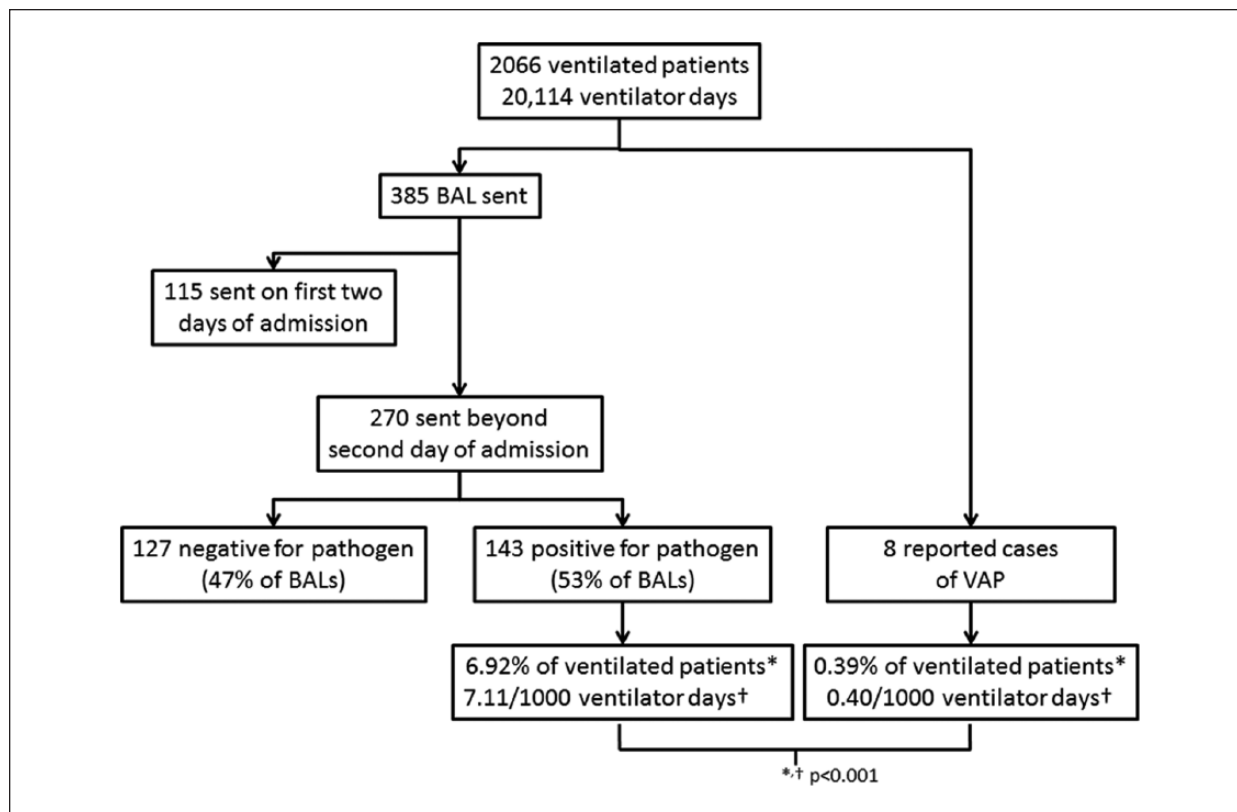 2066 ventilated patients
20,114 ventilator days
385 BAL sent
115 sent on first two
days of admission
270 sent beyond
second day of admission
127 negative for pathogen
(47% of BALs)
143 positive for pathogen
(53% of BALs)
8 reported cases
of VAP
6.92% of ventilated patients*
7.11/1000 ventilator days†
0.39% of ventilated patients*
0.40/1000 ventilator days†
*,† p<0.001